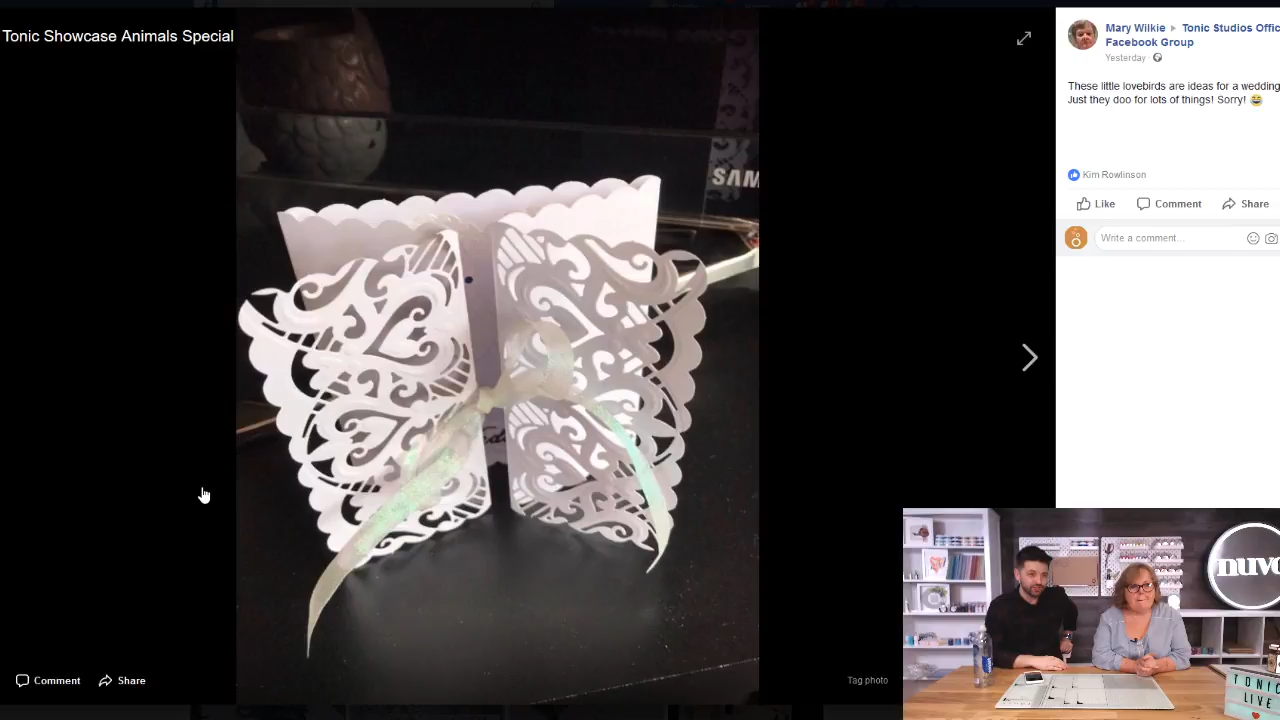 Tonic Showcase Animals Special
SAM
Mary Wilkie ▸ Tonic Studios Offic
Facebook Group
Yesterday
These little lovebirds are ideas for a wedding
Just they doo for lots of things! Sorry! 😂
Kim Rowlinson
Like Comment Share
Write a comment...
Comment Share
Tag photo
nuvo
TONIC
LIVE